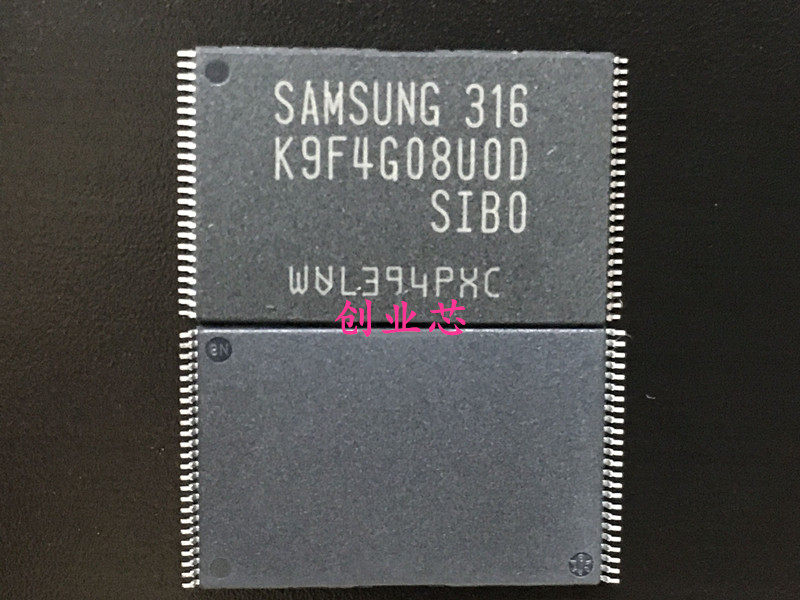 SAMSUNG 316
K9F4G08U0D
SIB0
WVL394PXC
创业芯